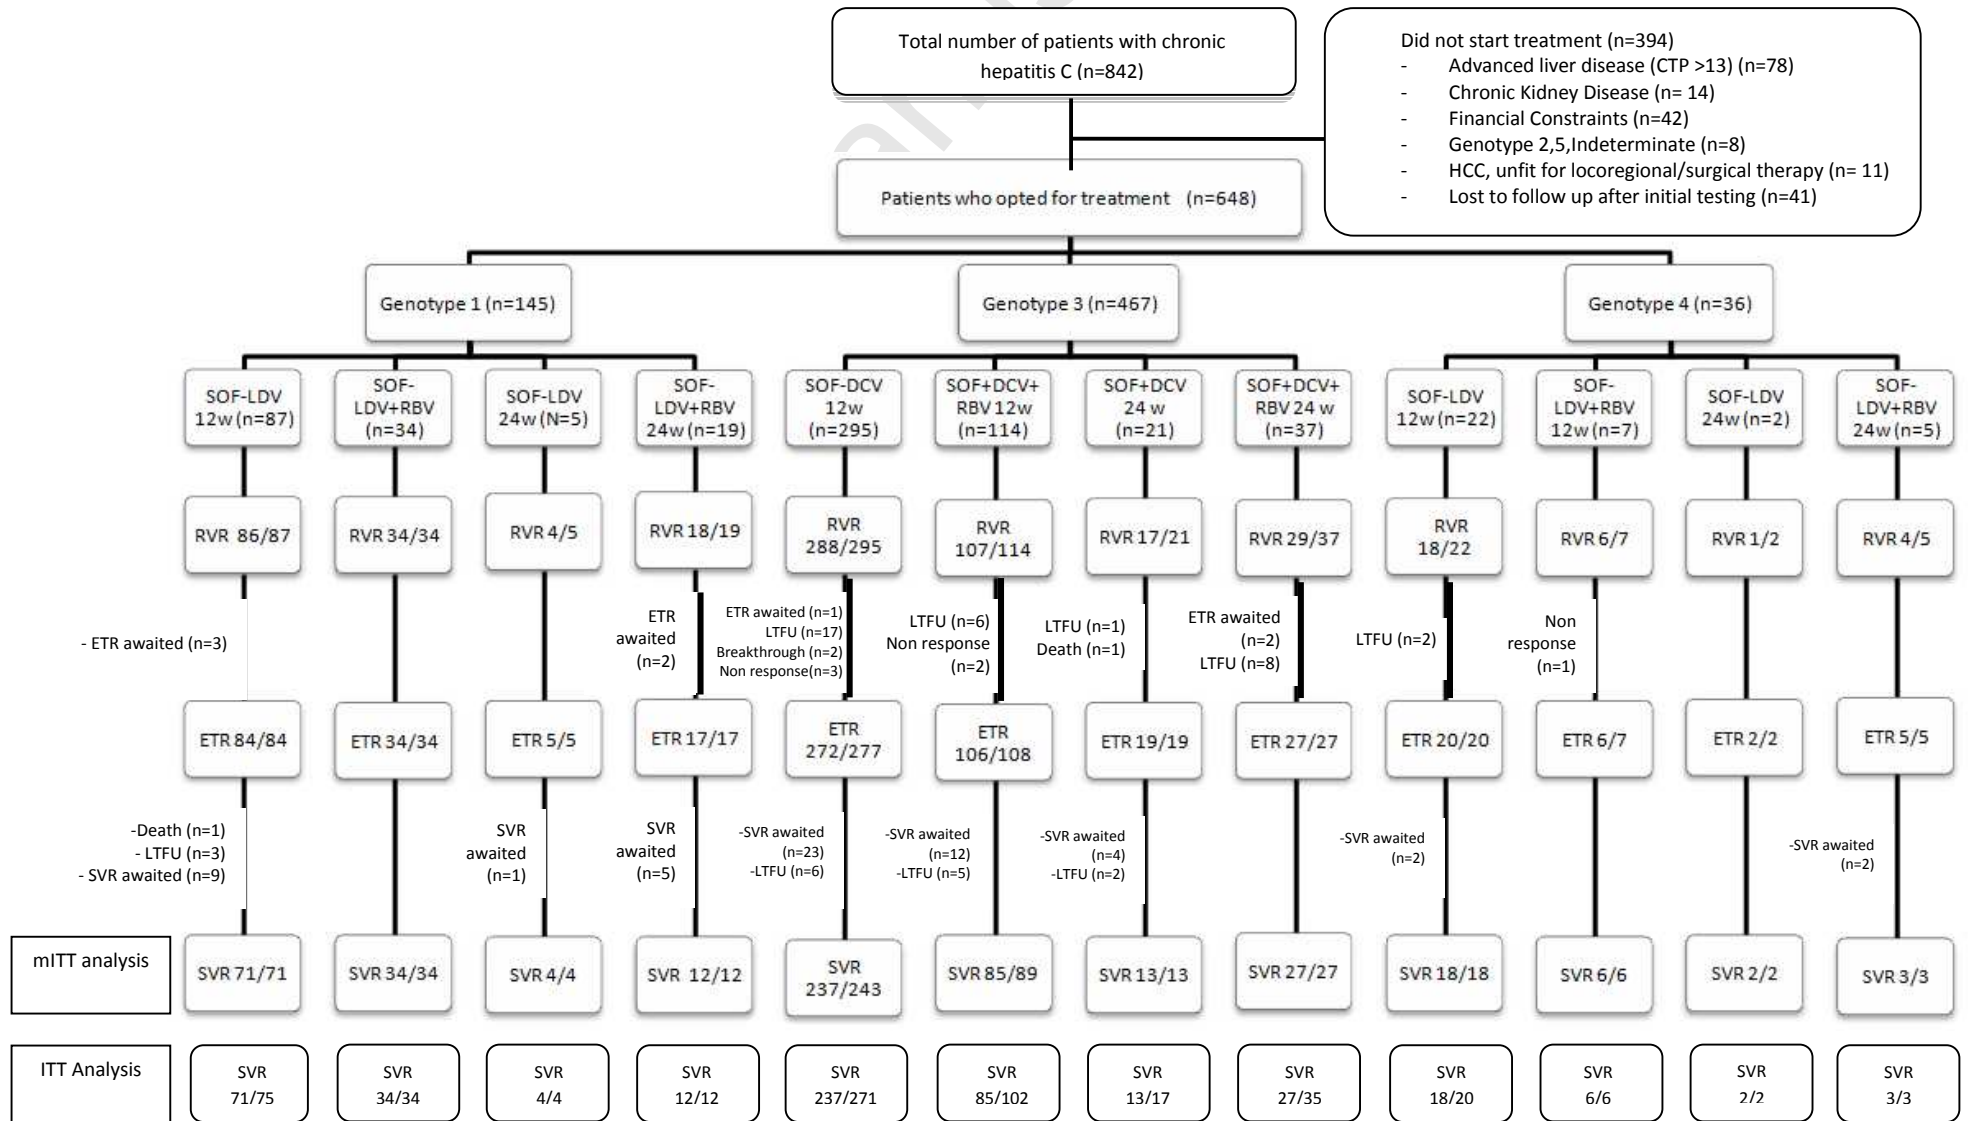 Total number of patients with chronic
hepatitis C (n=842)
Did not start treatment (n=394)
- Advanced liver disease (CTP >13) (n=78)
- Chronic Kidney Disease (n= 14)
- Financial Constraints (n=42)
- Genotype 2,5,Indeterminate (n=8)
- HCC, unfit for locoregional/surgical therapy (n= 11)
- Lost to follow up after initial testing (n=41)
Patients who opted for treatment (n=648)
Genotype 1 (n=145)
Genotype 3 (n=467)
Genotype 4 (n=36)
SOF-LDV
12w (n=87)
SOF-
LDV+RBV
(n=34)
SOF-LDV
24w (N=5)
SOF-
LDV+RBV
24w (n=19)
SOF-DCV
12w
(n=295)
SOF+DCV+
RBV 12w
(n=114)
SOF+DCV
24 w
(n=21)
SOF+DCV+
RBV 24 w
(n=37)
SOF-LDV
12w (n=22)
SOF-
LDV+RBV
12w (n=7)
SOF-LDV
24w (n=2)
SOF-
LDV+RBV
24w (n=5)
RVR 86/87
RVR 34/34
RVR 4/5
RVR 18/19
RVR
288/295
RVR
107/114
RVR 17/21
RVR 29/37
RVR
18/22
RVR 6/7
RVR 1/2
RVR 4/5
- ETR awaited (n=3)
ETR
awaited
(n=2)
ETR awaited (n=1)
LTFU (n=17)
Breakthrough (n=2)
Non response(n=3)
LTFU (n=6)
Non response
(n=2)
LTFU (n=1)
Death (n=1)
ETR awaited
(n=2)
LTFU (n=8)
LTFU (n=2)
Non
response
(n=1)
ETR 84/84
ETR 34/34
ETR 5/5
ETR 17/17
ETR
272/277
ETR
106/108
ETR 19/19
ETR 27/27
ETR 20/20
ETR 6/7
ETR 2/2
ETR 5/5
-Death (n=1)
- LTFU (n=3)
- SVR awaited (n=9)
SVR
awaited
(n=1)
SVR
awaited
(n=5)
-SVR awaited
(n=23)
-LTFU (n=6)
-SVR awaited
(n=12)
-LTFU (n=5)
-SVR awaited
(n=4)
-LTFU (n=2)
-SVR awaited
(n=2)
-SVR awaited
(n=2)
mITT analysis
SVR 71/71
SVR 34/34
SVR 4/4
SVR 12/12
SVR
237/243
SVR 85/89
SVR 13/13
SVR 27/27
SVR 18/18
SVR 6/6
SVR 2/2
SVR 3/3
ITT Analysis
SVR
71/75
SVR
34/34
SVR
4/4
SVR
12/12
SVR
237/271
SVR
85/102
SVR
13/17
SVR
27/35
SVR
18/20
SVR
6/6
SVR
2/2
SVR
3/3